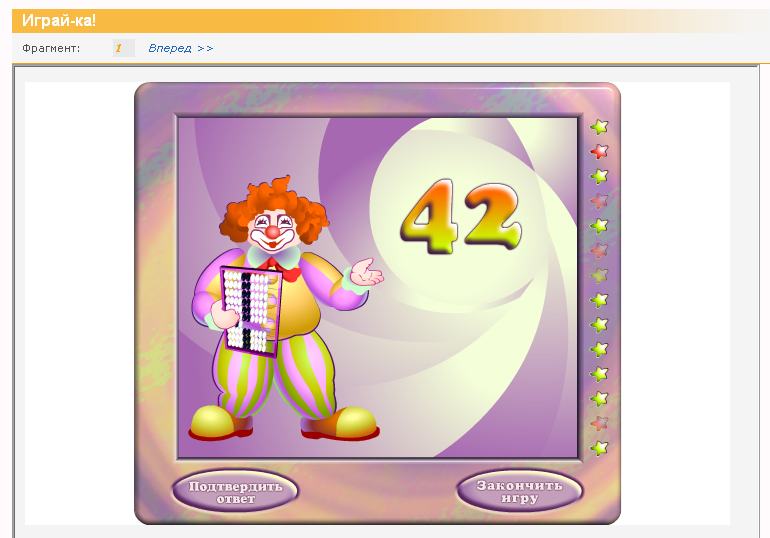 Играй-ка!
Фрагмент: 1 Вперед >>
42
Подтвердить
ответ
Закончить
игру